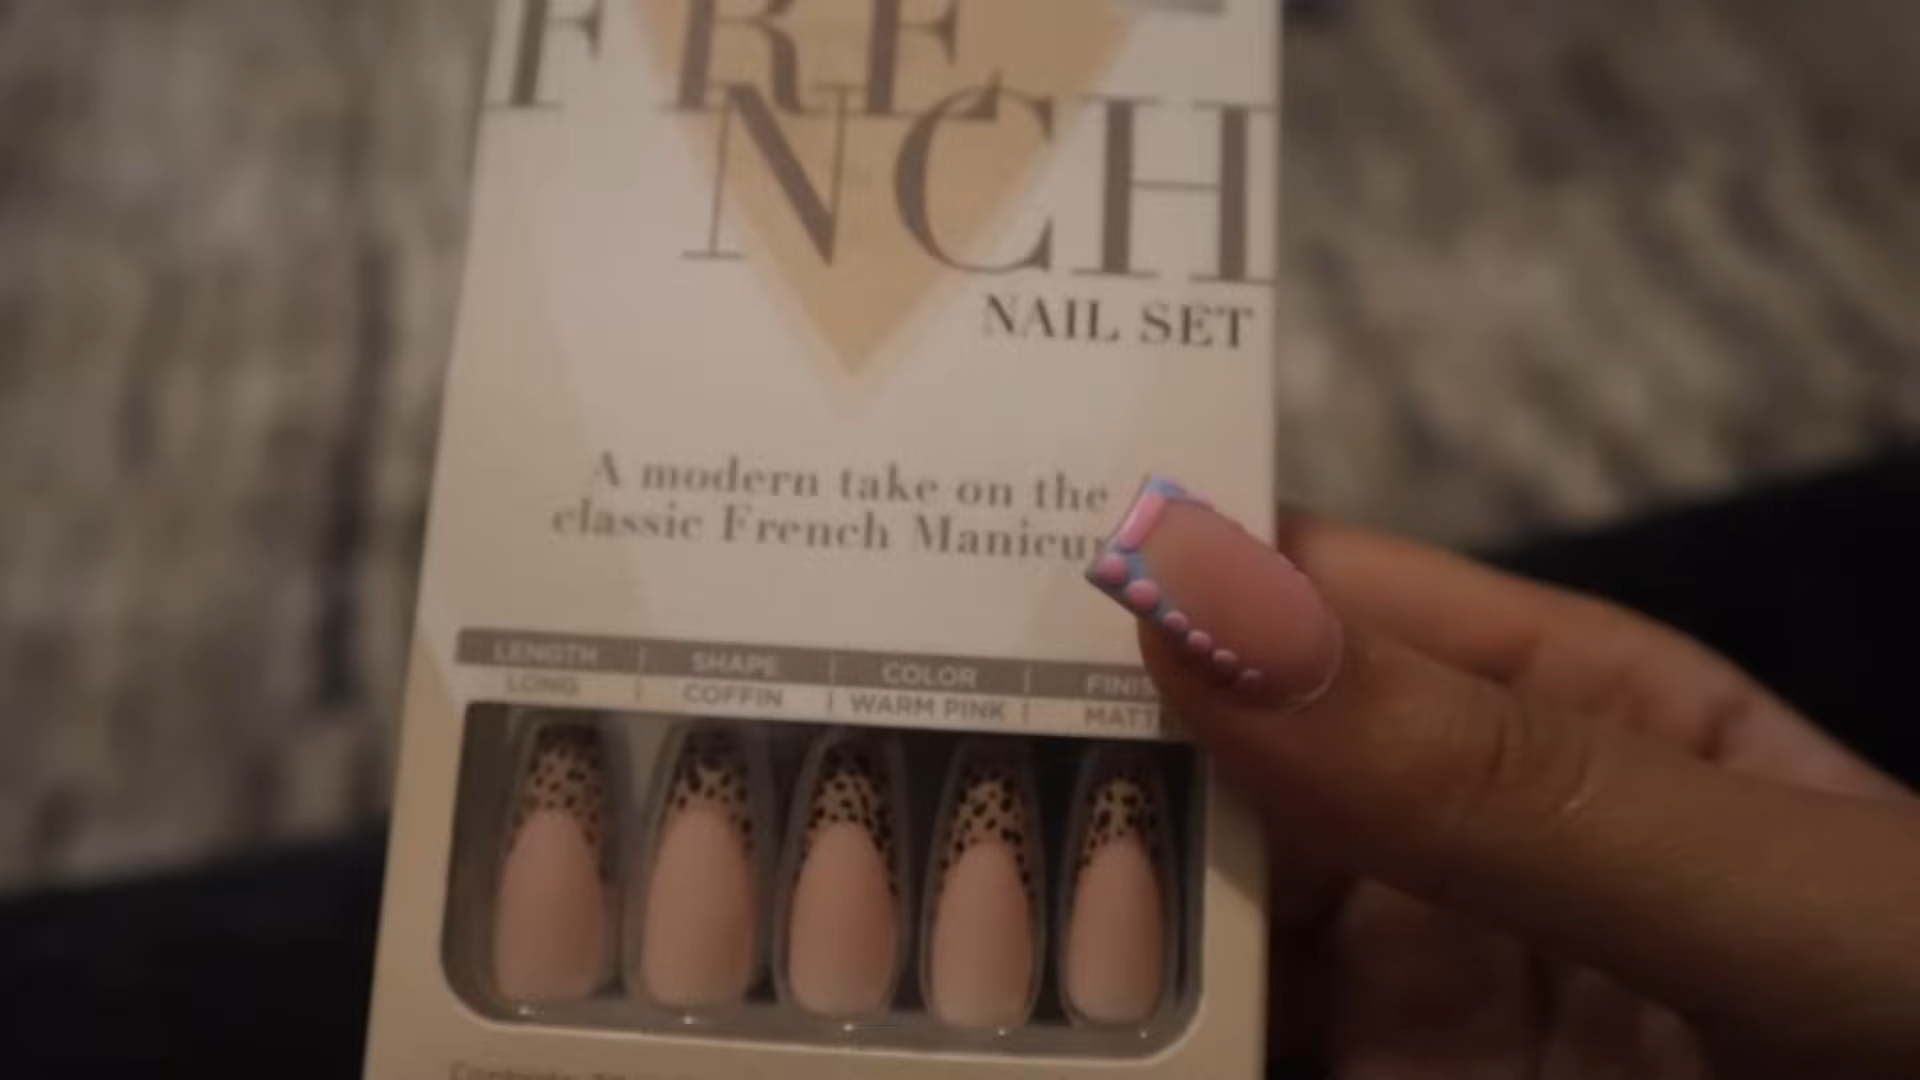 FRE
NCH
NAIL SET
A modern take on the
classic French Manicu
LENGTH | SHAPE | COLOR | FINIS
LONG | COFFIN | WARM PINK | MATT